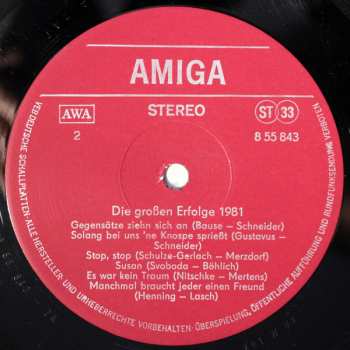 AMIGA
AWA
STEREO
ST 33
2
8 55 843
Die großen Erfolge 1981
Gegensätze ziehn sich an (Bause – Schneider)
Solang bei uns 'ne Knospe sprießt (Gustavus –
Schneider)
Stop, stop (Schulze-Gerlach – Merzdorf)
Susan (Svoboda – Böhlich)
Es war kein Traum (Nitschke – Mertens)
Manchmal braucht jeder einen Freund
(Henning – Lasch)
VEB DEUTSCHE SCHALLPLATTEN · ALLE HERSTELLER- UND URHEBERRECHTE VORBEHALTEN · ÜBERSPIELUNG, ÖFFENTLICHE AUFFÜHRUNG UND RUNDFUNKSENDUNG VERBOTEN